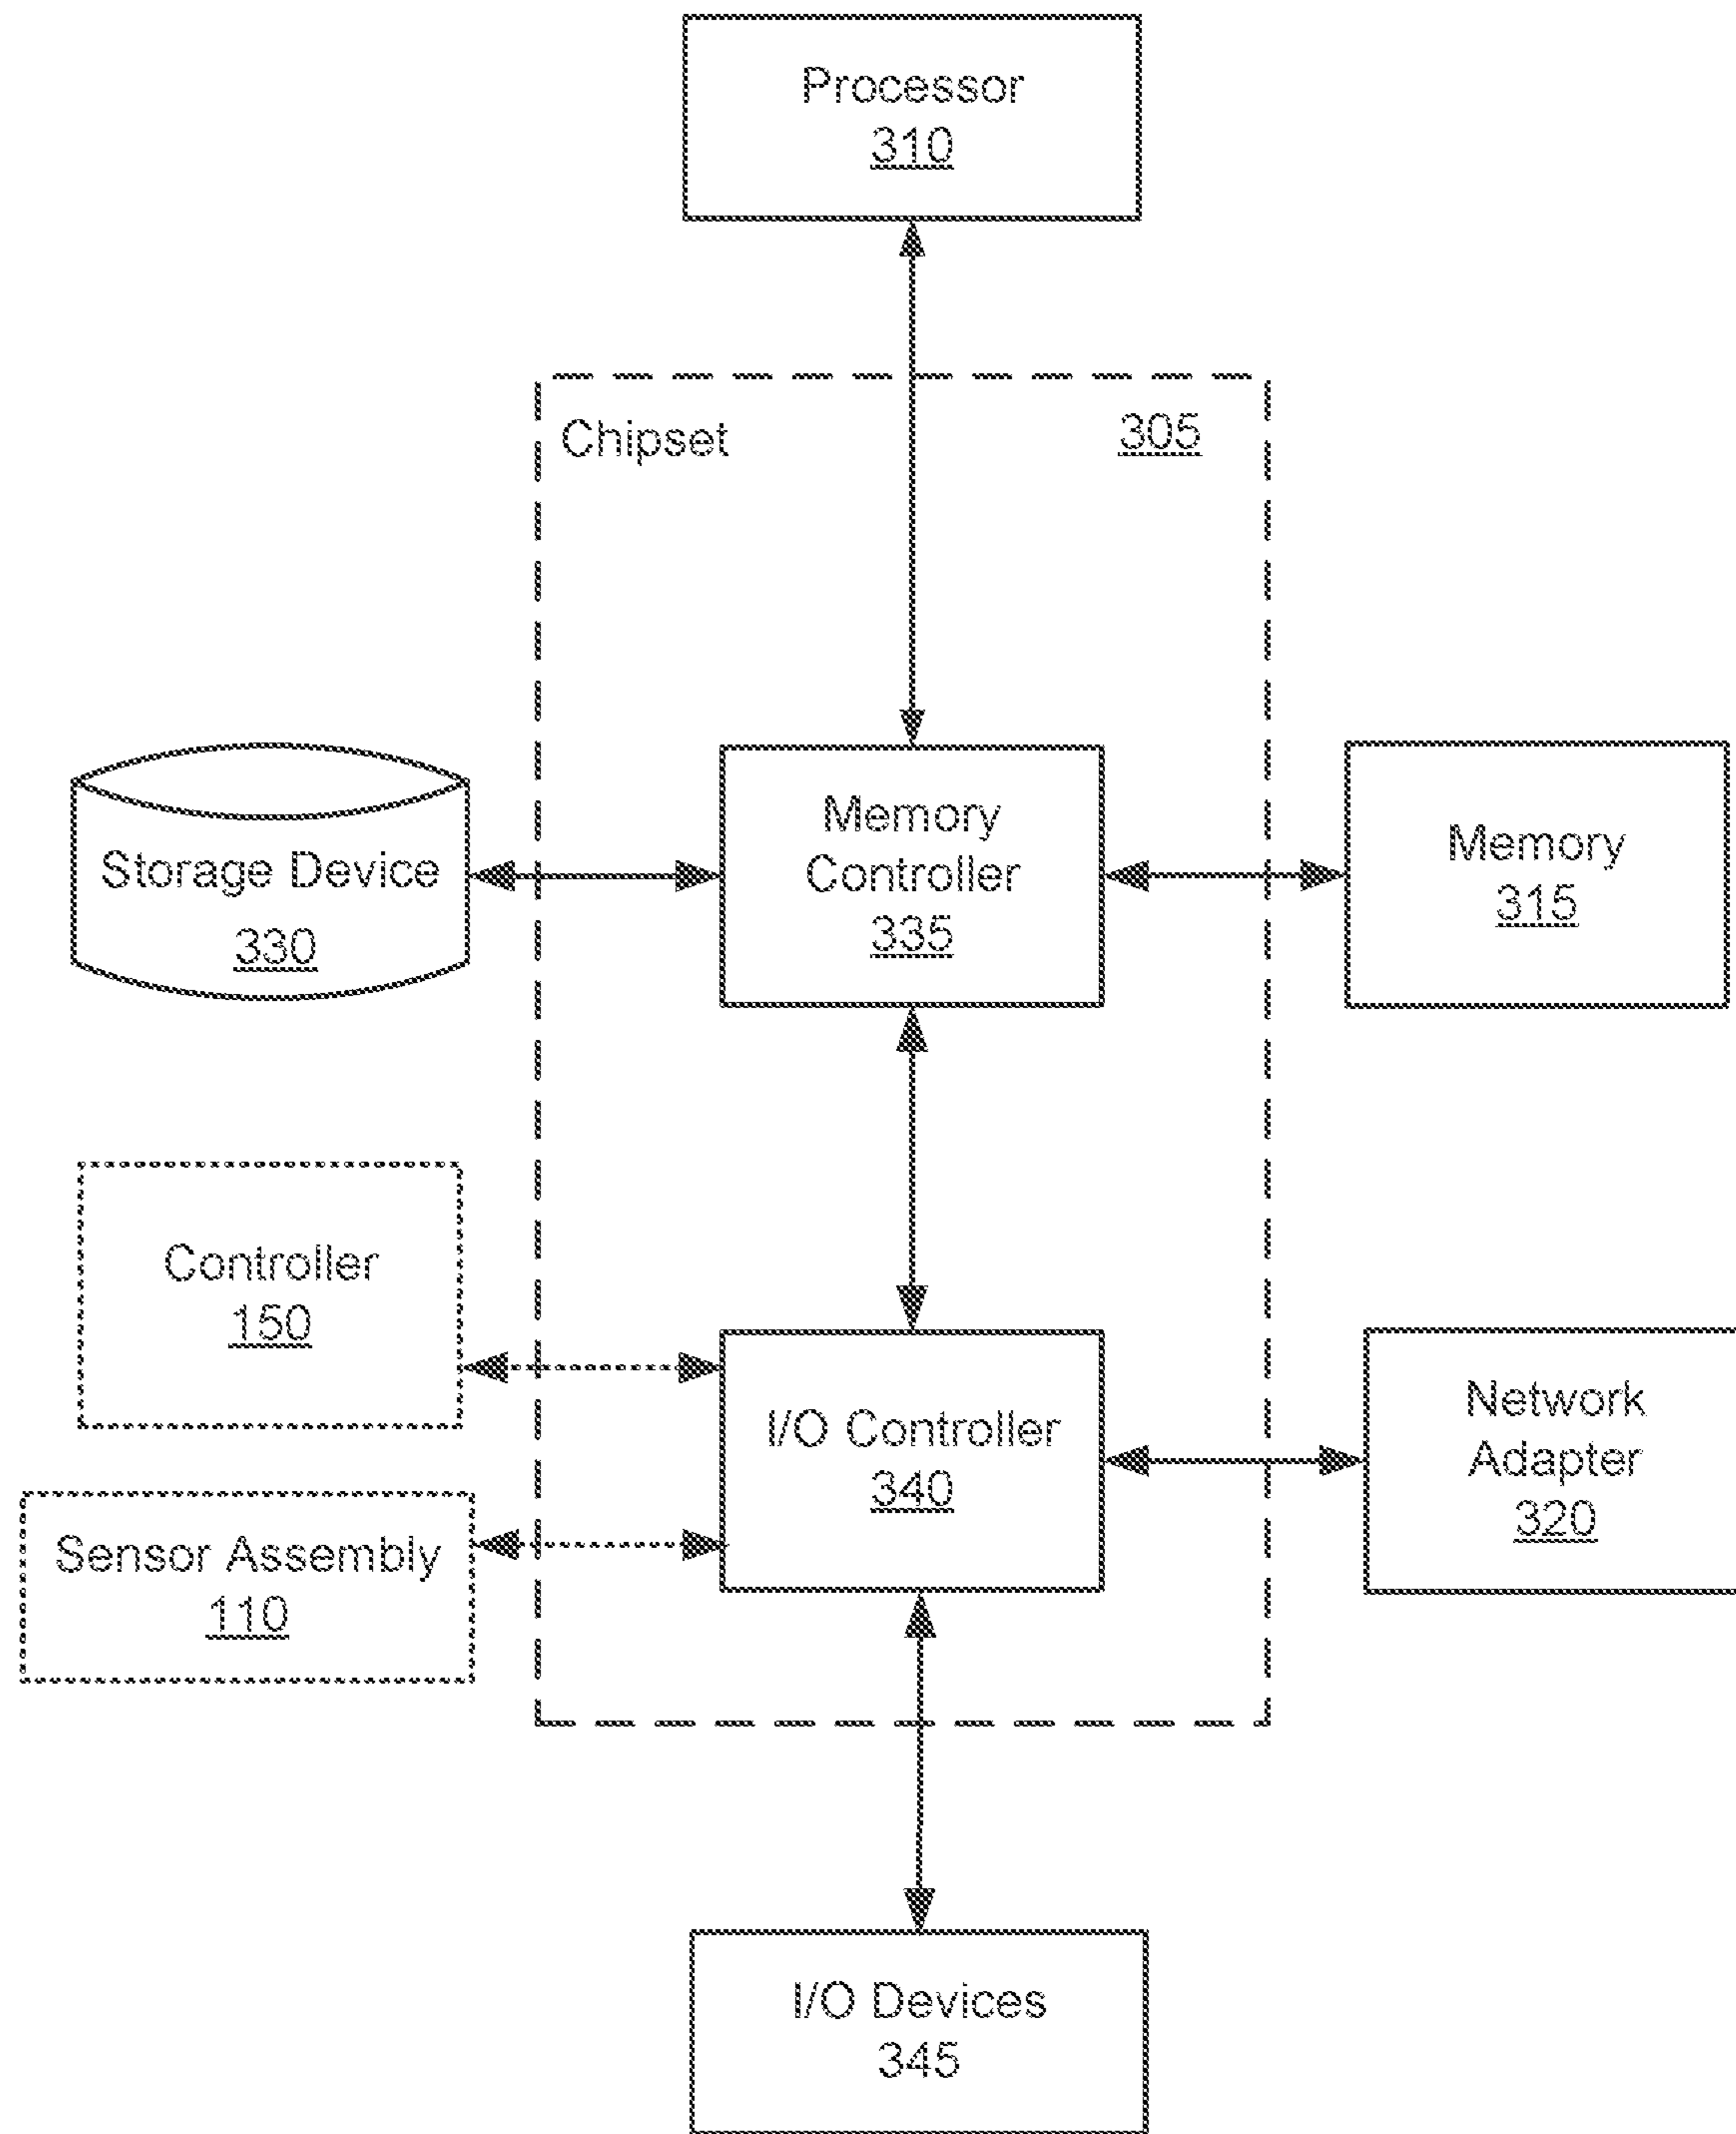 Processor
310
Chipset
305
Storage Device
330
Memory
Controller
335
Memory
315
Controller
150
I/O Controller
340
Network
Adapter
320
Sensor Assembly
110
I/O Devices
345